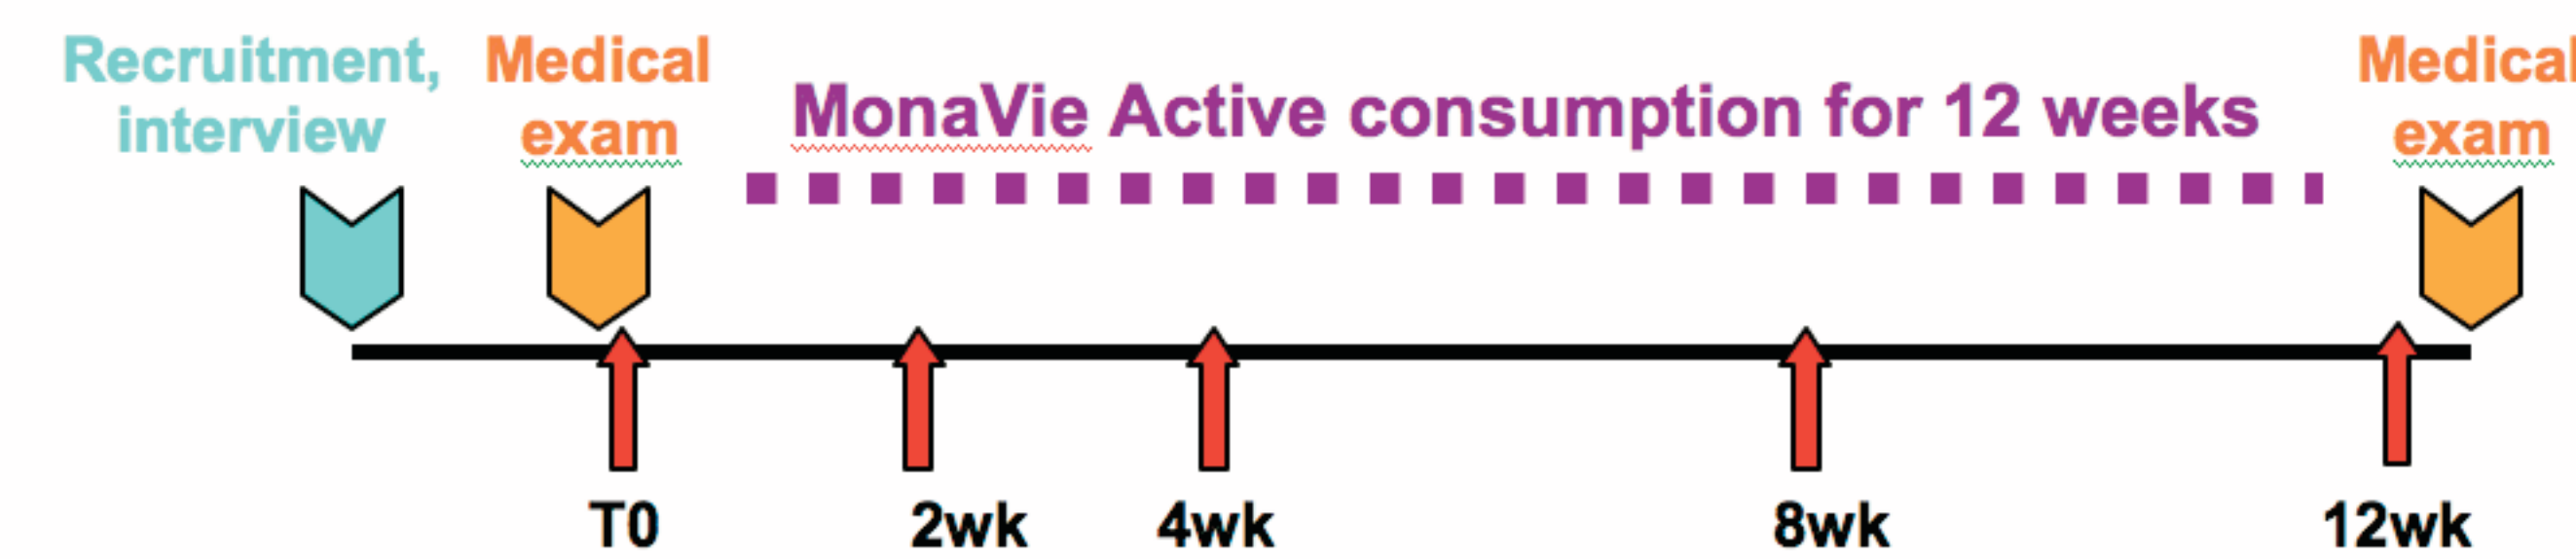 Recruitment,
interview
Medical
exam
MonaVie Active consumption for 12 weeks
Medical
exam
T0
2wk
4wk
8wk
12wk